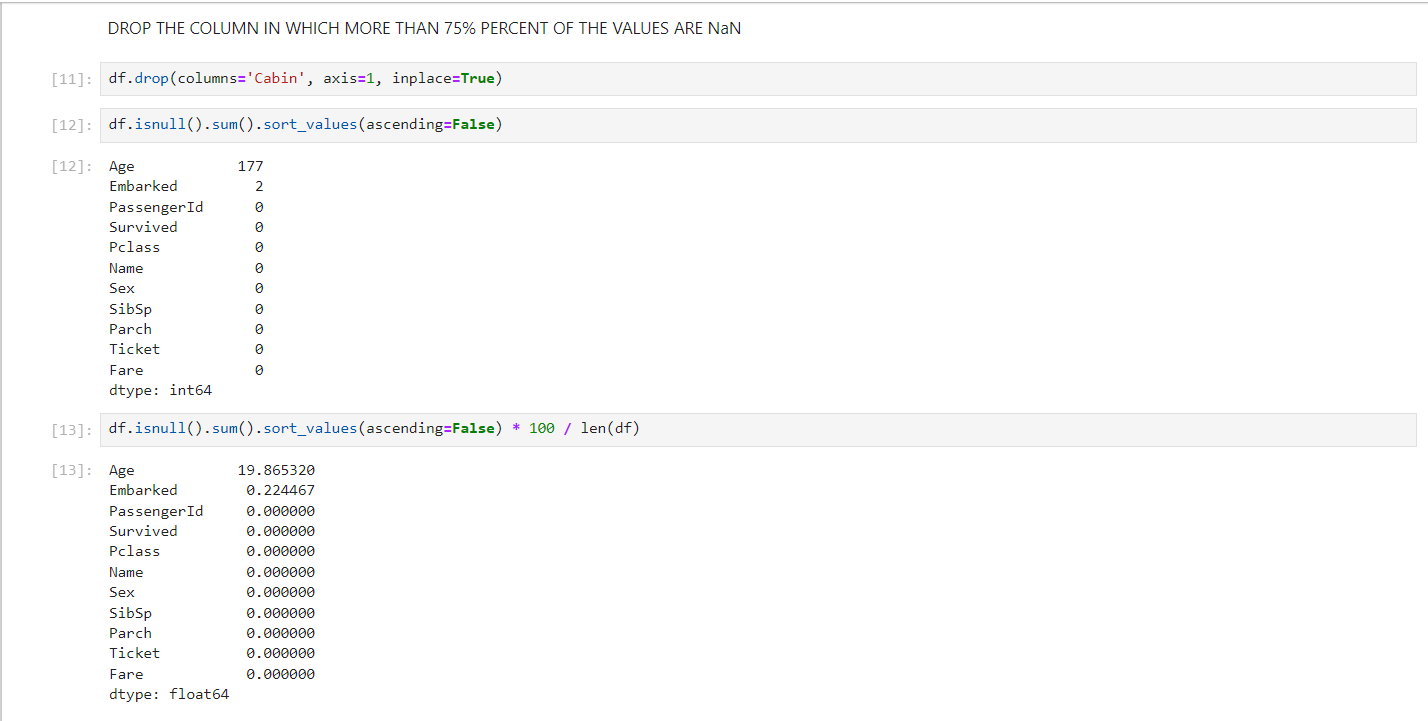 DROP THE COLUMN IN WHICH MORE THAN 75% PERCENT OF THE VALUES ARE NaN
[11]: df.drop(columns='Cabin', axis=1, inplace=True)
[12]: df.isnull().sum().sort_values(ascending=False)
[12]: Age 177
Embarked 2
PassengerId 0
Survived 0
Pclass 0
Name 0
Sex 0
SibSp 0
Parch 0
Ticket 0
Fare 0
dtype: int64
[13]: df.isnull().sum().sort_values(ascending=False) * 100 / len(df)
[13]: Age 19.865320
Embarked 0.224467
PassengerId 0.000000
Survived 0.000000
Pclass 0.000000
Name 0.000000
Sex 0.000000
SibSp 0.000000
Parch 0.000000
Ticket 0.000000
Fare 0.000000
dtype: float64